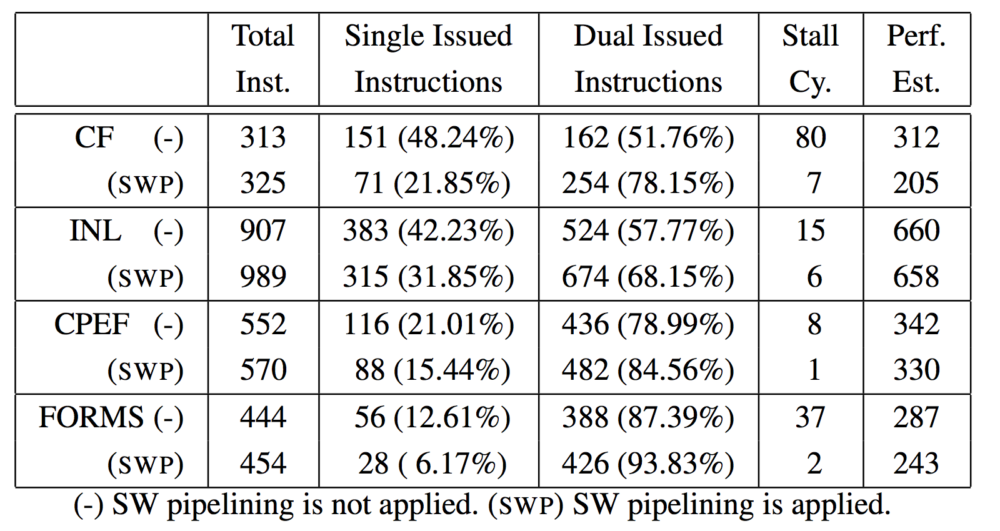 Total Single Issued Dual Issued Stall Perf.
Inst. Instructions Instructions Cy. Est.
CF (-) 313 151 (48.24%) 162 (51.76%) 80 312
(SWP) 325 71 (21.85%) 254 (78.15%) 7 205
INL (-) 907 383 (42.23%) 524 (57.77%) 15 660
(SWP) 989 315 (31.85%) 674 (68.15%) 6 658
CPEF (-) 552 116 (21.01%) 436 (78.99%) 8 342
(SWP) 570 88 (15.44%) 482 (84.56%) 1 330
FORMS (-) 444 56 (12.61%) 388 (87.39%) 37 287
(SWP) 454 28 ( 6.17%) 426 (93.83%) 2 243
(-) SW pipelining is not applied. (SWP) SW pipelining is applied.